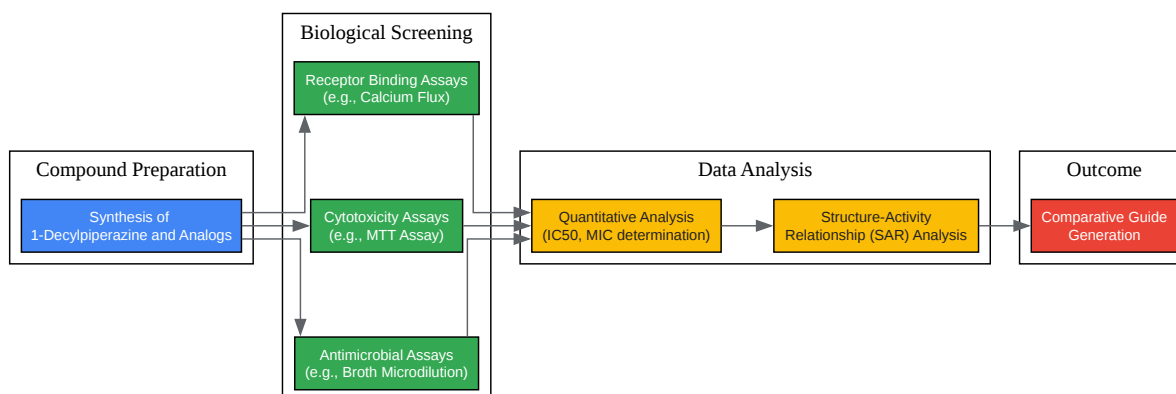 Compound Preparation
Synthesis of
1-Decylpiperazine and Analogs
Biological Screening
Receptor Binding Assays
(e.g., Calcium Flux)
Cytotoxicity Assays
(e.g., MTT Assay)
Antimicrobial Assays
(e.g., Broth Microdilution)
Data Analysis
Quantitative Analysis
(IC50, MIC determination)
Structure-Activity
Relationship (SAR) Analysis
Outcome
Comparative Guide
Generation